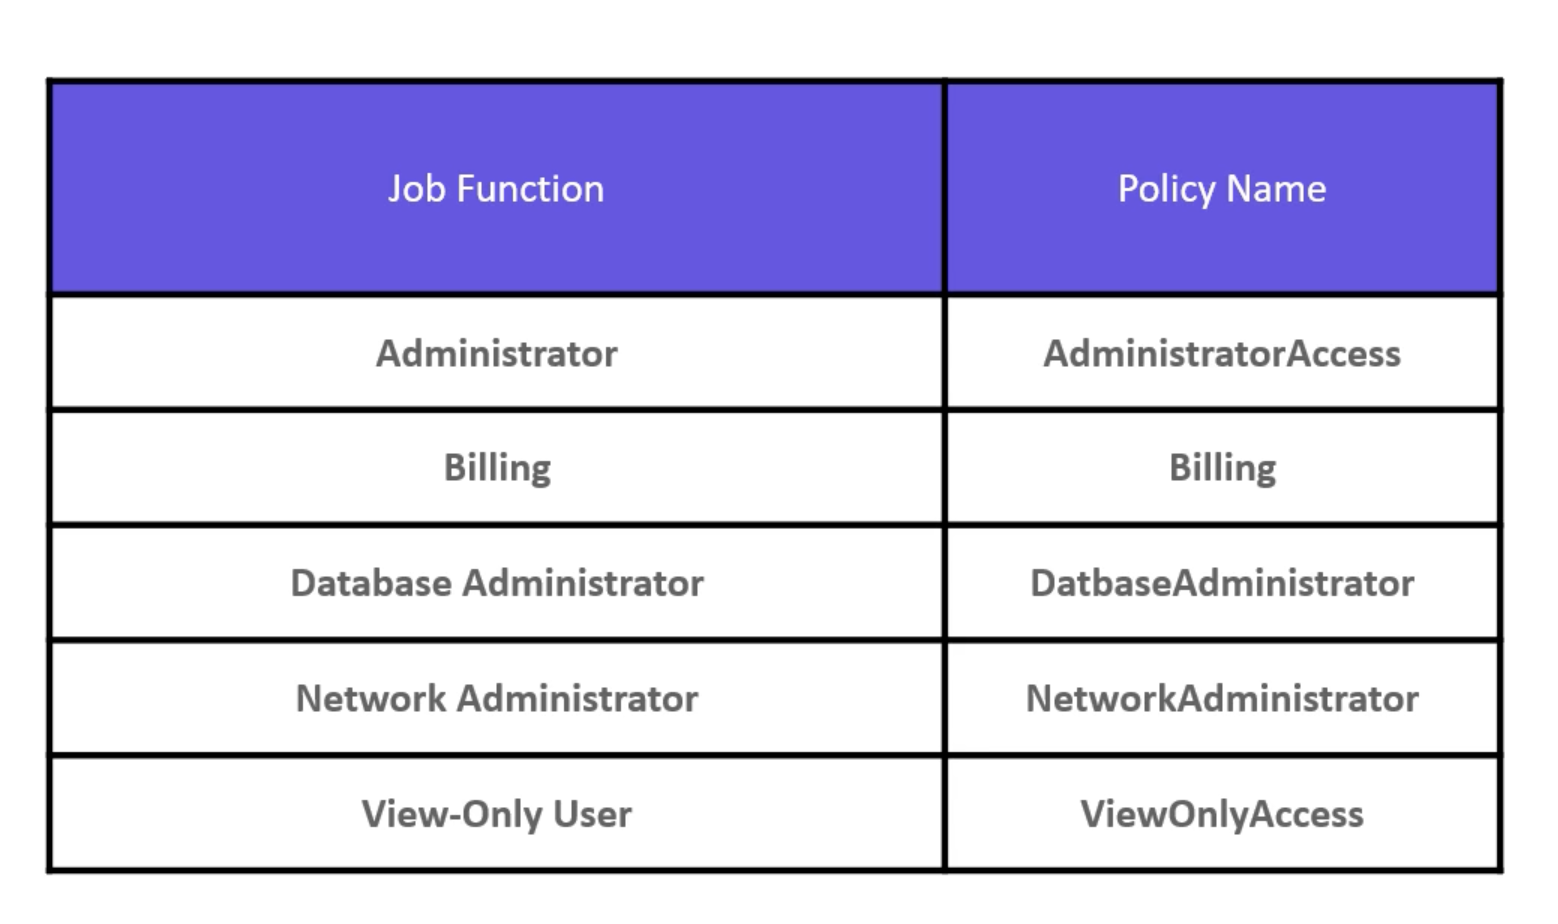 Job Function Policy Name
Administrator AdministratorAccess
Billing Billing
Database Administrator DatbaseAdministrator
Network Administrator NetworkAdministrator
View-Only User ViewOnlyAccess